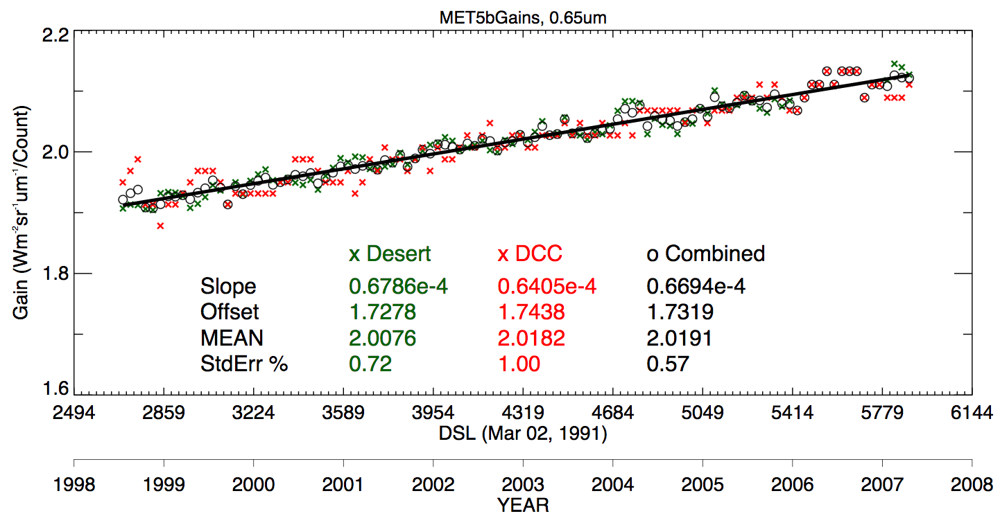 MET5bGains, 0.65um
2.2
2.0
1.8
1.6
Gain (Wm⁻²sr⁻¹um⁻¹/Count)
x Desert x DCC o Combined
Slope 0.6786e-4 0.6405e-4 0.6694e-4
Offset 1.7278 1.7438 1.7319
MEAN 2.0076 2.0182 2.0191
StdErr % 0.72 1.00 0.57
2494 2859 3224 3589 3954 4319 4684 5049 5414 5779 6144
DSL (Mar 02, 1991)
1998 1999 2000 2001 2002 2003 2004 2005 2006 2007 2008
YEAR